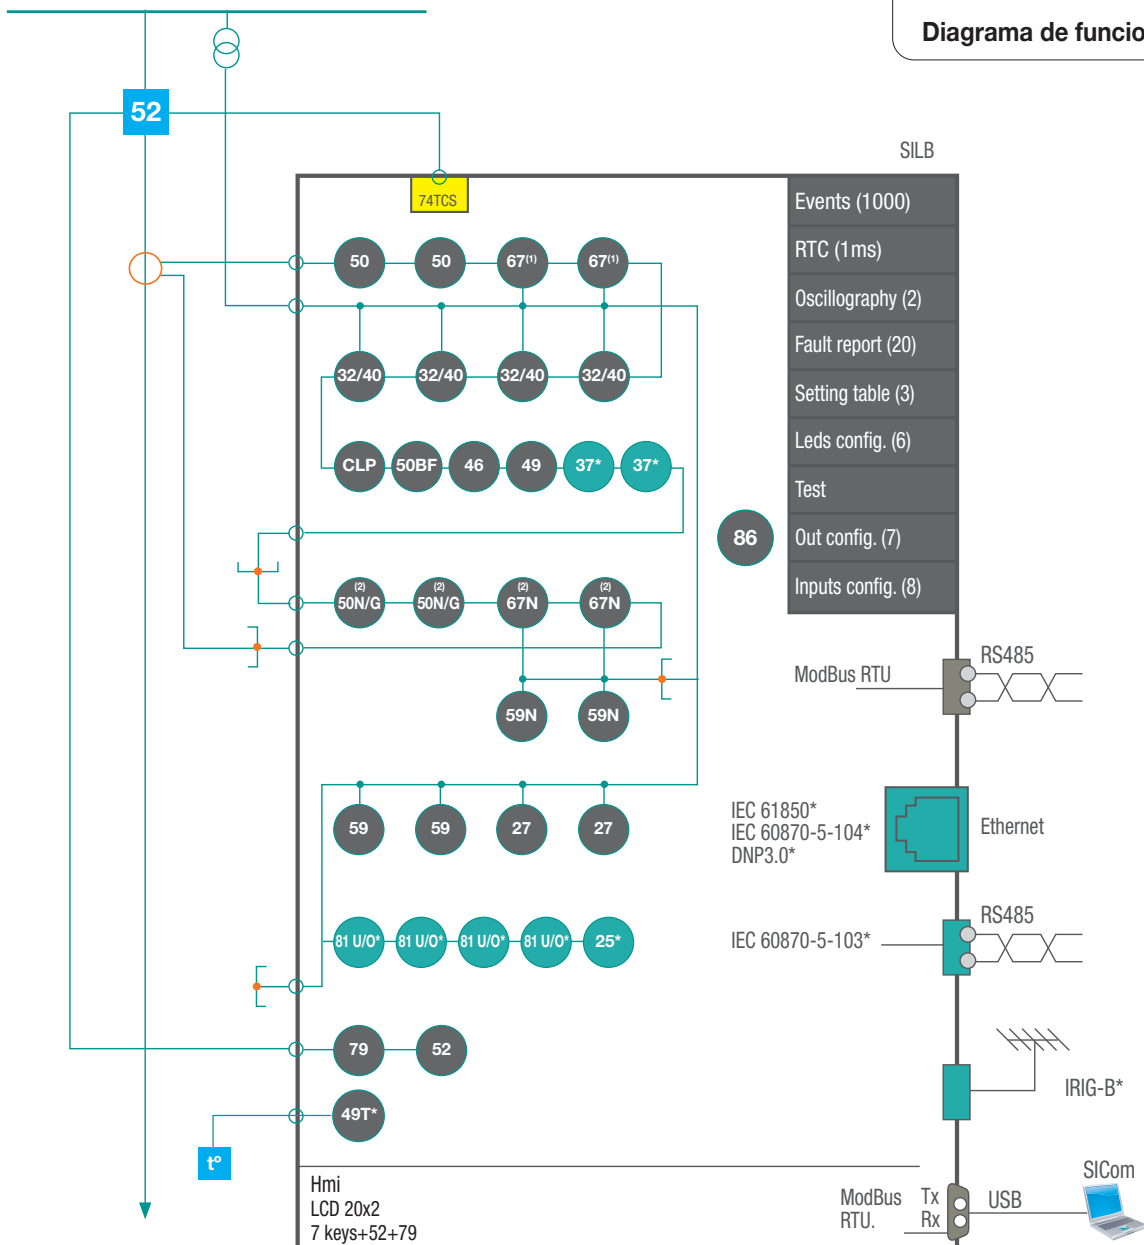 Diagrama de funcio
52
SILB
74TCS
Events (1000)
RTC (1ms)
Oscillography (2)
Fault report (20)
Setting table (3)
Leds config. (6)
Test
Out config. (7)
Inputs config. (8)
50 50 67(1) 67(1)
32/40 32/40 32/40 32/40
CLP 50BF 46 49 37* 37*
86
(2) (2) (2) (2)
50N/G 50N/G 67N 67N
59N 59N
ModBus RTU
RS485
59 59 27 27
IEC 61850*
IEC 60870-5-104*
DNP3.0*
Ethernet
81 U/O* 81 U/O* 81 U/O* 81 U/O* 25*
IEC 60870-5-103*
RS485
79 52
IRIG-B*
49T*
tº
Hmi
LCD 20x2
7 keys+52+79
ModBus
RTU.
Tx
Rx
USB
SICom